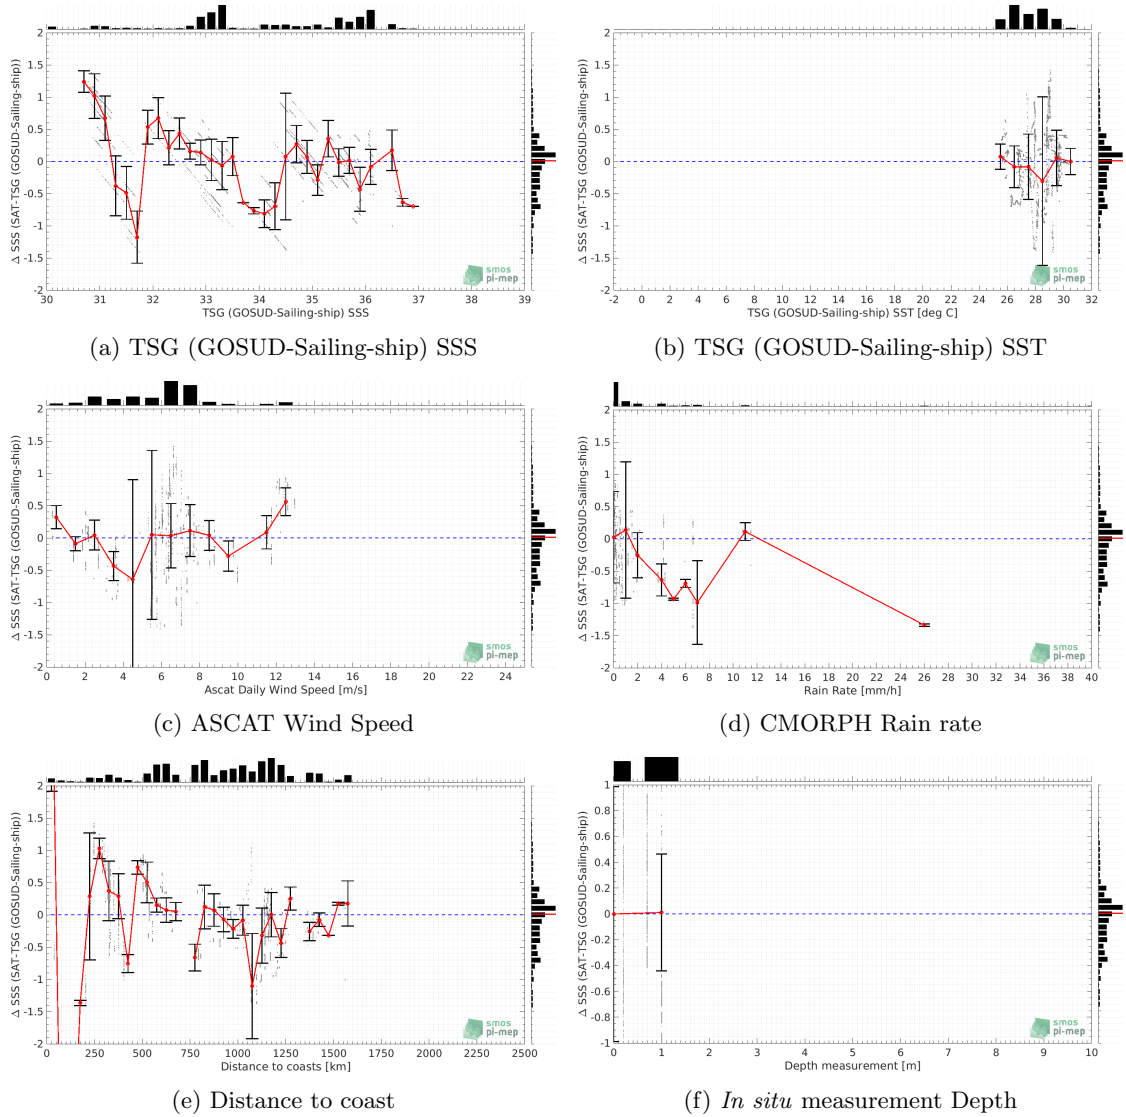 Δ SSS (SAT-TSG (GOSUD-Sailing-ship))
2
1.5
1
0.5
0
-0.5
-1
-1.5
-2
30 31 32 33 34 35 36 37 38 39
TSG (GOSUD-Sailing-ship) SSS
smos
pi-mep
(a) TSG (GOSUD-Sailing-ship) SSS
Δ SSS (SAT-TSG (GOSUD-Sailing-ship))
2
1.5
1
0.5
0
-0.5
-1
-1.5
-2
-2 0 2 4 6 8 10 12 14 16 18 20 22 24 26 28 30 32
TSG (GOSUD-Sailing-ship) SST [deg C]
smos
pi-mep
(b) TSG (GOSUD-Sailing-ship) SST
Δ SSS (SAT-TSG (GOSUD-Sailing-ship))
2
1.5
1
0.5
0
-0.5
-1
-1.5
-2
0 2 4 6 8 10 12 14 16 18 20 22 24
Ascat Daily Wind Speed [m/s]
smos
pi-mep
(c) ASCAT Wind Speed
Δ SSS (SAT-TSG (GOSUD-Sailing-ship))
2
1.5
1
0.5
0
-0.5
-1
-1.5
-2
0 2 4 6 8 10 12 14 16 18 20 22 24 26 28 30 32 34 36 38 40
Rain Rate [mm/h]
smos
pi-mep
(d) CMORPH Rain rate
Δ SSS (SAT-TSG (GOSUD-Sailing-ship))
2
1.5
1
0.5
0
-0.5
-1
-1.5
-2
0 250 500 750 1000 1250 1500 1750 2000 2250 2500
Distance to coasts [km]
smos
pi-mep
(e) Distance to coast
Δ SSS (SAT-TSG (GOSUD-Sailing-ship))
1
0.8
0.6
0.4
0.2
0
-0.2
-0.4
-0.6
-0.8
-1
0 1 2 3 4 5 6 7 8 9 10
Depth measurement [m]
smos
pi-mep
(f) In situ measurement Depth